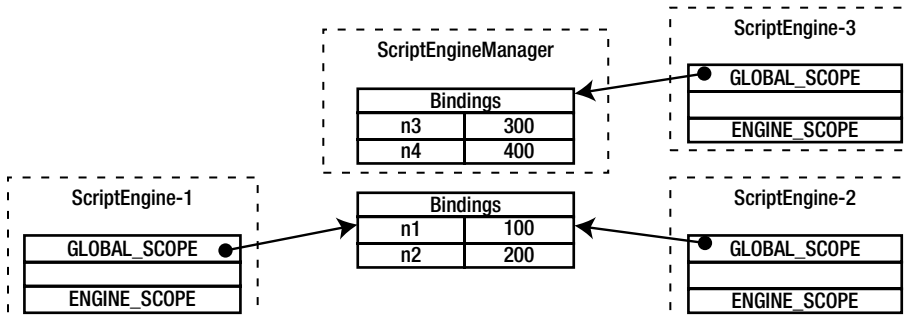 ScriptEngineManager
Bindings
n3 300
n4 400
ScriptEngine-3
GLOBAL_SCOPE
ENGINE_SCOPE
ScriptEngine-1
GLOBAL_SCOPE
ENGINE_SCOPE
Bindings
n1 100
n2 200
ScriptEngine-2
GLOBAL_SCOPE
ENGINE_SCOPE